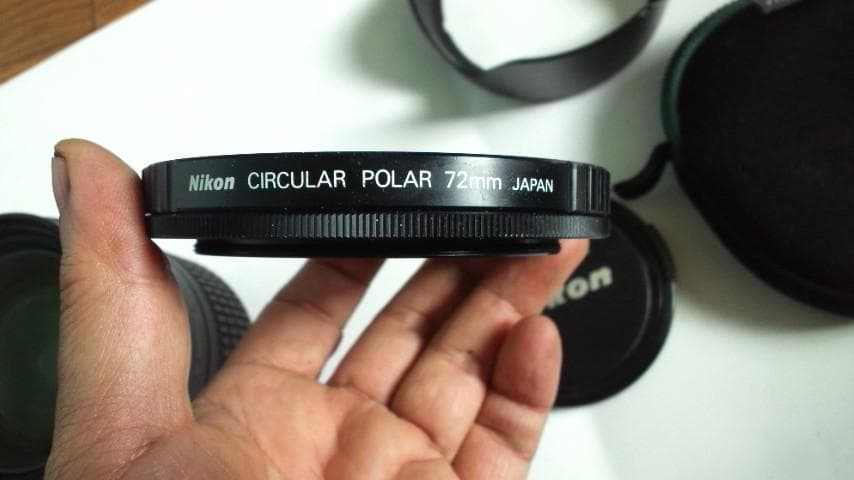 Nikon CIRCULAR POLAR 72mm JAPAN